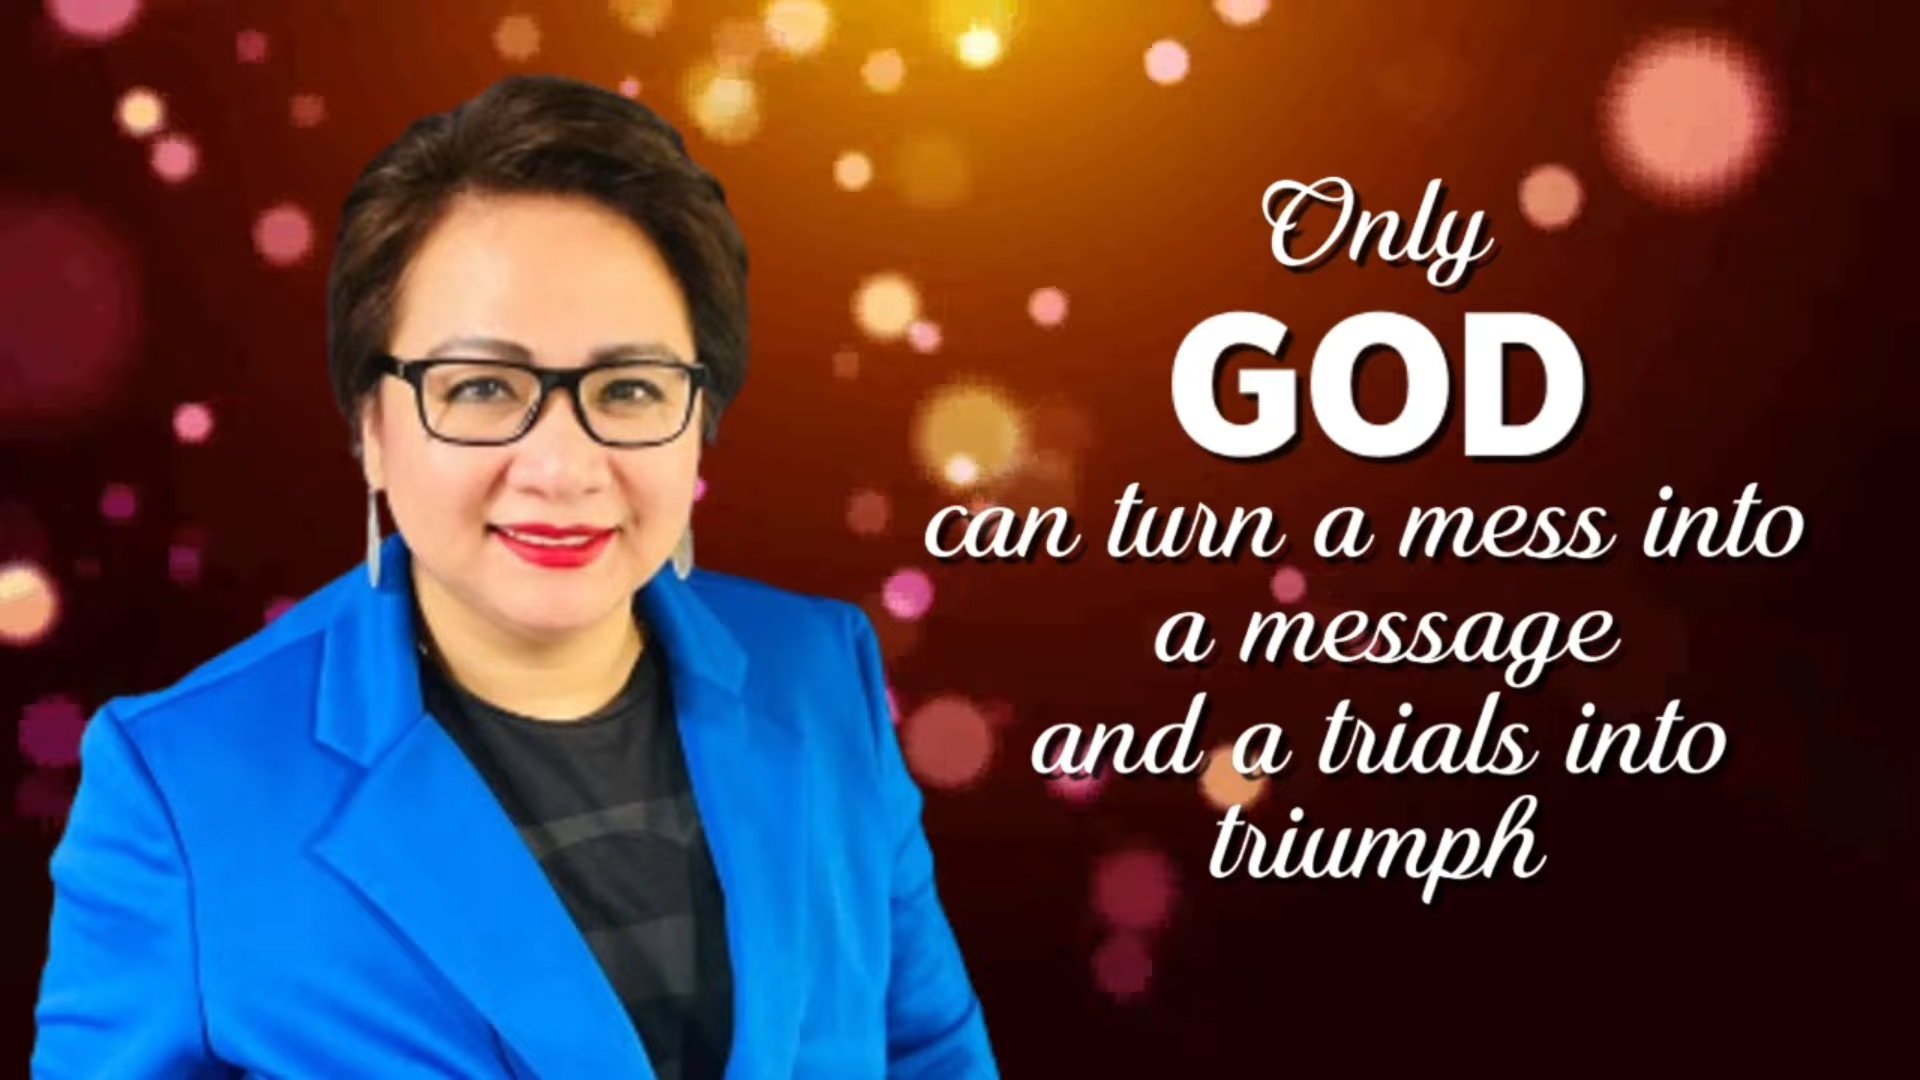 Only
GOD
can turn a mess into
a message
and a trials into
triumph